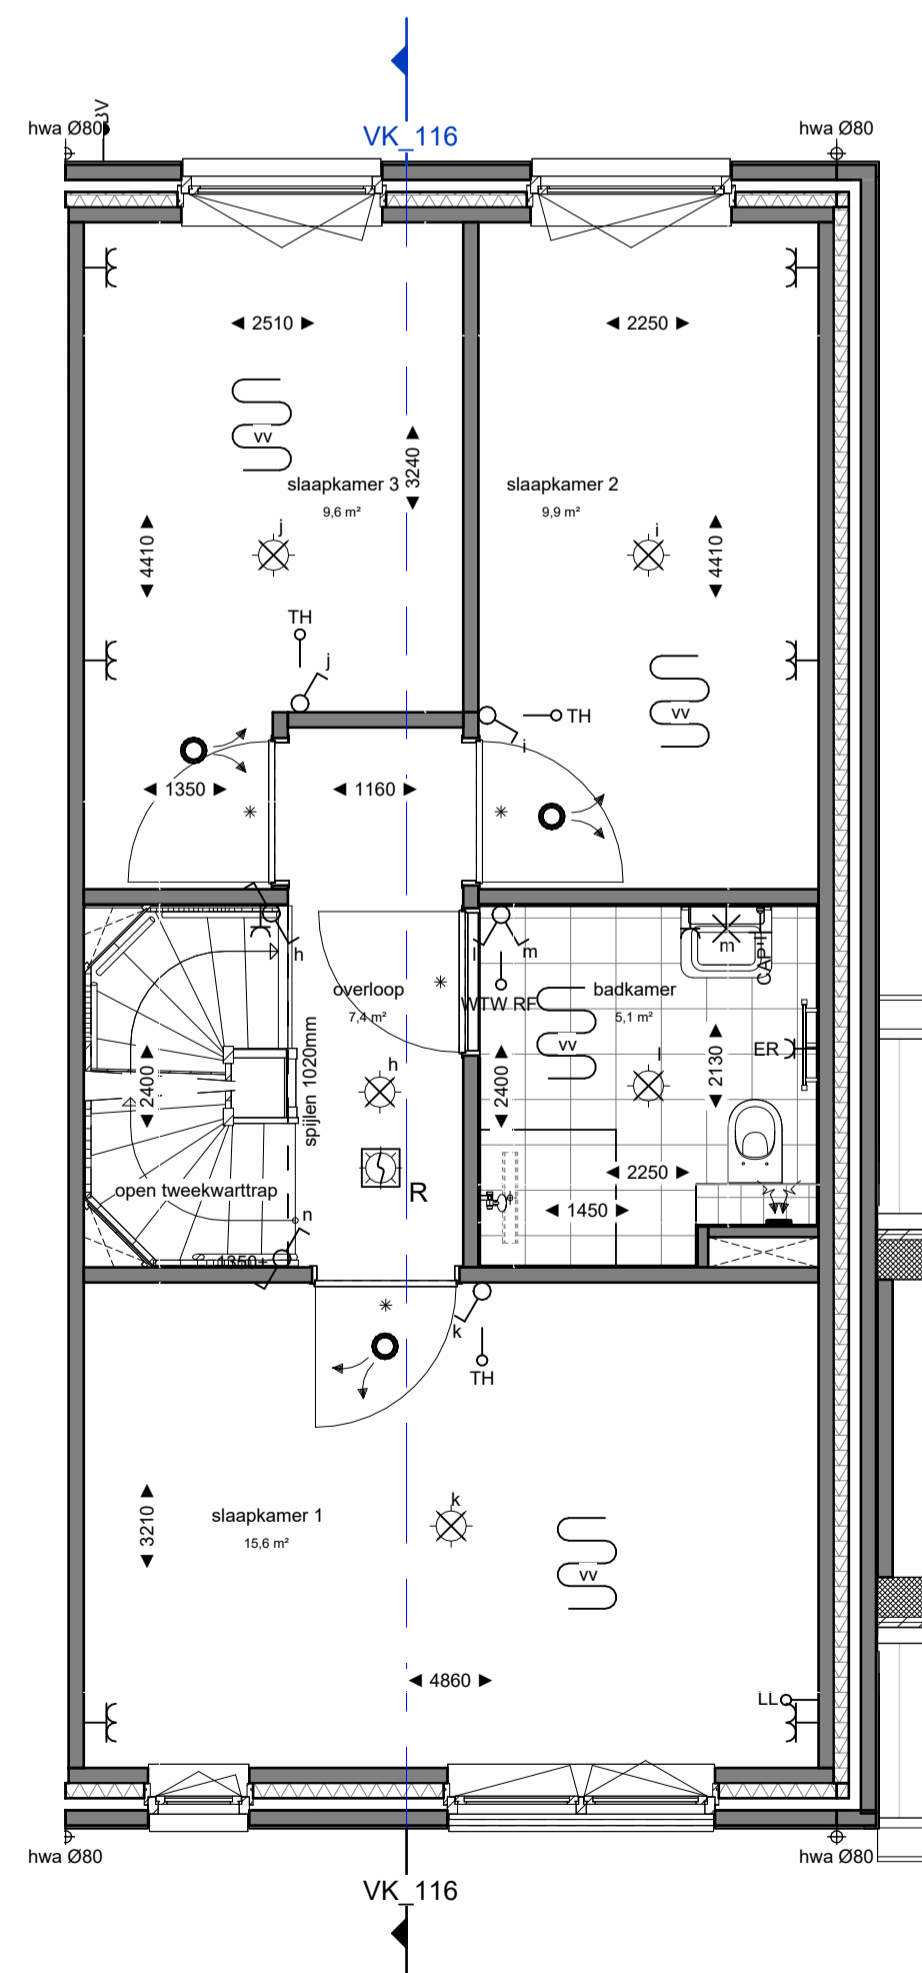 VK_116
hwa Ø80
hwa Ø80
◄ 2510 ►
◄ 2250 ►
vv
◄ 3240 ►
slaapkamer 3
9,6 m²
slaapkamer 2
9,9 m²
j
i
◄ 4410 ►
◄ 4410 ►
TH
j
vv
TH
i
◄ 1350 ►
◄ 1160 ►
h
m
m
overloop
7,4 m²
WTW RF
badkamer
5,1 m²
vv
ER
l
h
spijlen 1020mm
◄ 2400 ►
◄ 2400 ►
◄ 2130 ►
R
open tweekwarttrap
◄ 2250 ►
◄ 1450 ►
n
1350+
k
TH
slaapkamer 1
15,6 m²
k
◄ 3210 ►
vv
◄ 4860 ►
LL
hwa Ø80
hwa Ø80
VK_116